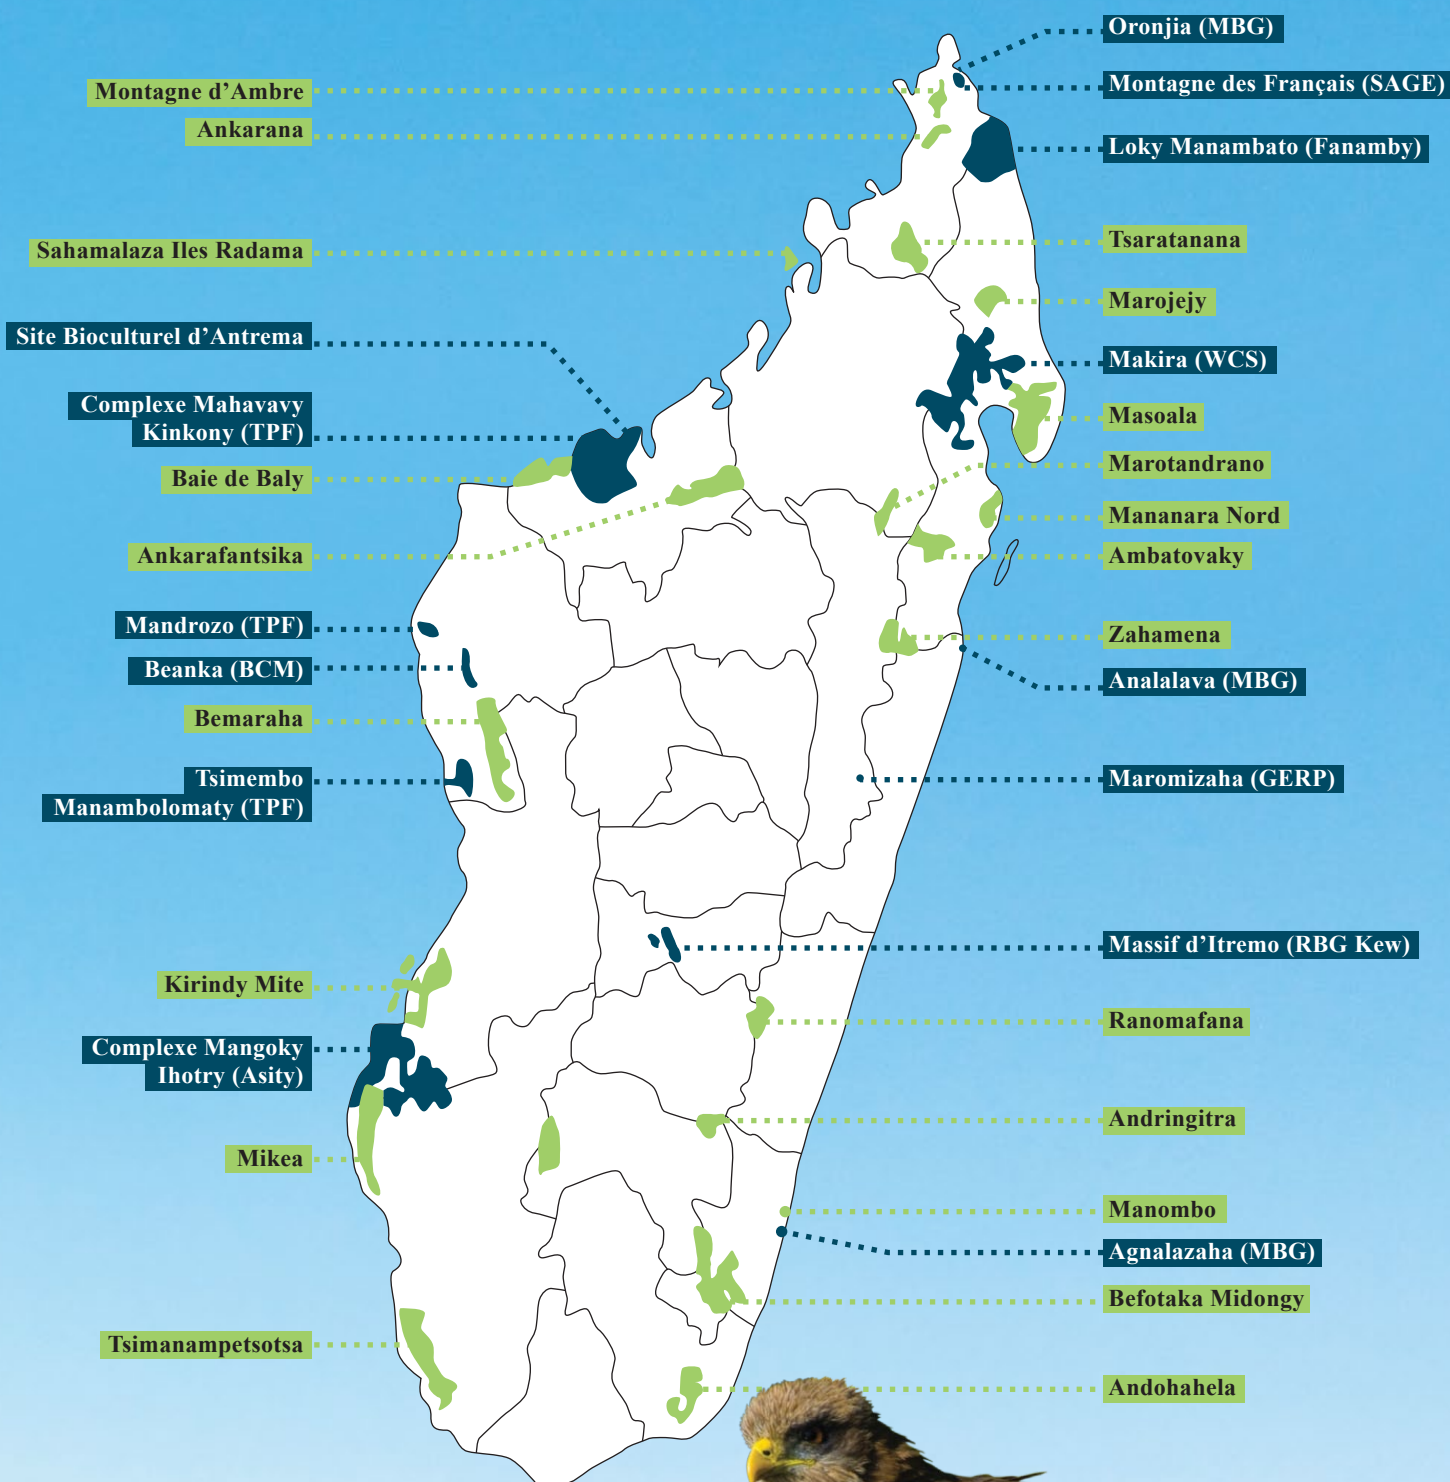 Montagne d’Ambre
Ankarana
Sahamalaza Iles Radama
Site Bioculturel d’Antrema
Complexe Mahavavy
Kinkony (TPF)
Baie de Baly
Ankarafantsika
Mandrozo (TPF)
Beanka (BCM)
Bemaraha
Tsimembo
Manambolomaty (TPF)
Kirindy Mite
Complexe Mangoky
Ihotry (Asity)
Mikea
Tsimanampetsotsa
Oronjia (MBG)
Montagne des Français (SAGE)
Loky Manambato (Fanamby)
Tsaratanana
Marojejy
Makira (WCS)
Masoala
Marotandrano
Mananara Nord
Ambatovaky
Zahamena
Analalava (MBG)
Maromizaha (GERP)
Massif d’Itremo (RBG Kew)
Ranomafana
Andringitra
Manombo
Agnalazaha (MBG)
Befotaka Midongy
Andohahela